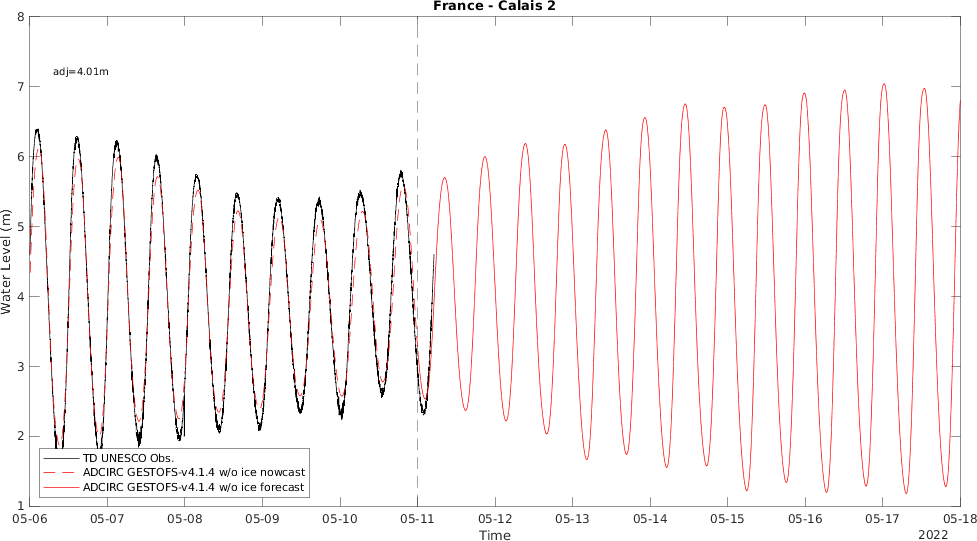 France - Calais 2
8
7
6
5
4
3
2
1
adj=4.01m
Water Level (m)
TD UNESCO Obs.
ADCIRC GESTOFS-v4.1.4 w/o ice nowcast
ADCIRC GESTOFS-v4.1.4 w/o ice forecast
05-06 05-07 05-08 05-09 05-10 05-11 05-12 05-13 05-14 05-15 05-16 05-17 05-18
Time
2022